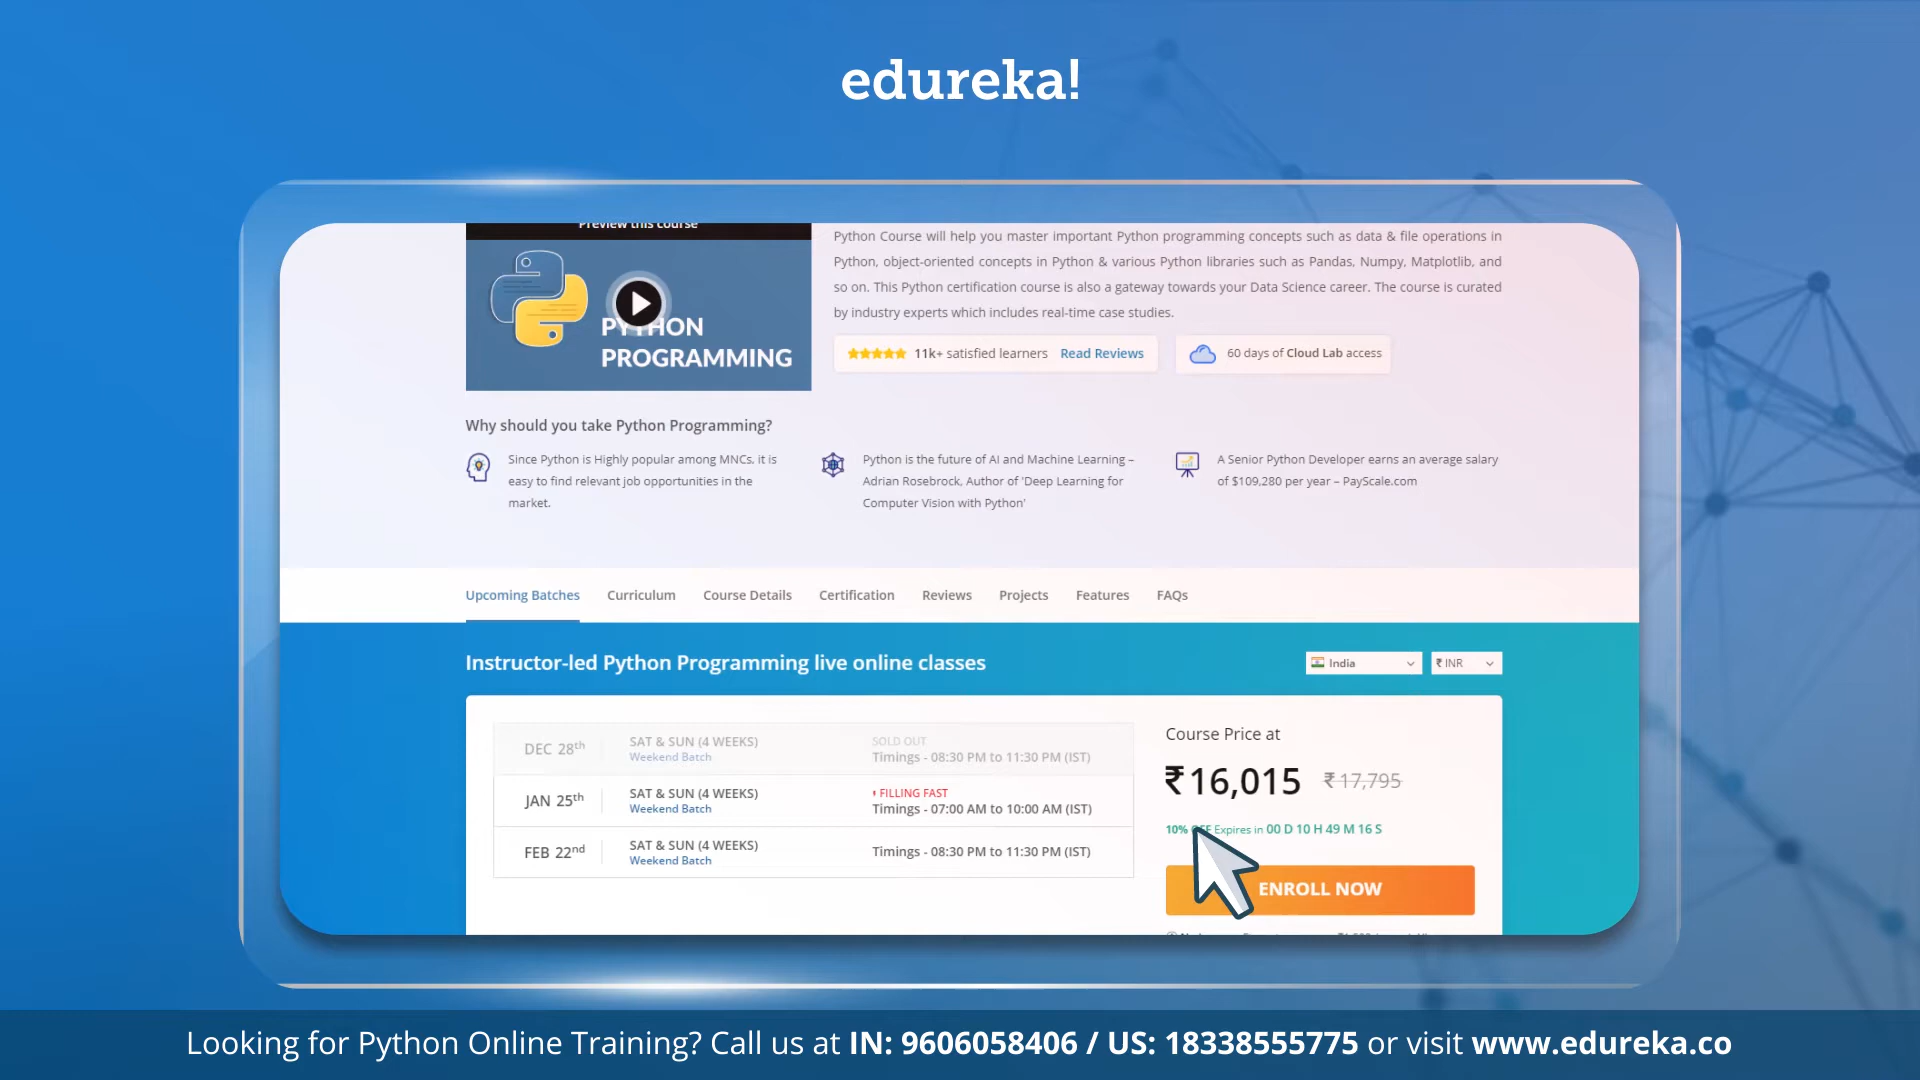 edureka!
Preview this course
Python Course will help you master important Python programming concepts such as data & file operations in
Python, object-oriented concepts in Python & various Python libraries such as Pandas, Numpy, Matplotlib, and
so on. This Python certification course is also a gateway towards your Data Science career. The course is curated
by industry experts which includes real-time case studies.
PYTHON
PROGRAMMING
11k+ satisfied learners Read Reviews
60 days of Cloud Lab access
Why should you take Python Programming?
Since Python is Highly popular among MNCs, it is
easy to find relevant job opportunities in the
market.
Python is the future of AI and Machine Learning –
Adrian Rosebrock, Author of 'Deep Learning for
Computer Vision with Python'
A Senior Python Developer earns an average salary
of $109,280 per year – PayScale.com
Upcoming Batches Curriculum Course Details Certification Reviews Projects Features FAQs
Instructor-led Python Programming live online classes
India
₹ INR
DEC 28th
SAT & SUN (4 WEEKS)
Weekend Batch
SOLD OUT
Timings - 08:30 PM to 11:30 PM (IST)
JAN 25th
SAT & SUN (4 WEEKS)
Weekend Batch
FILLING FAST
Timings - 07:00 AM to 10:00 AM (IST)
FEB 22nd
SAT & SUN (4 WEEKS)
Weekend Batch
Timings - 08:30 PM to 11:30 PM (IST)
Course Price at
₹16,015 ₹17,795
10% OFF Expires in 00 D 10 H 49 M 16 S
ENROLL NOW
Looking for Python Online Training? Call us at IN: 9606058406 / US: 18338555775 or visit www.edureka.co